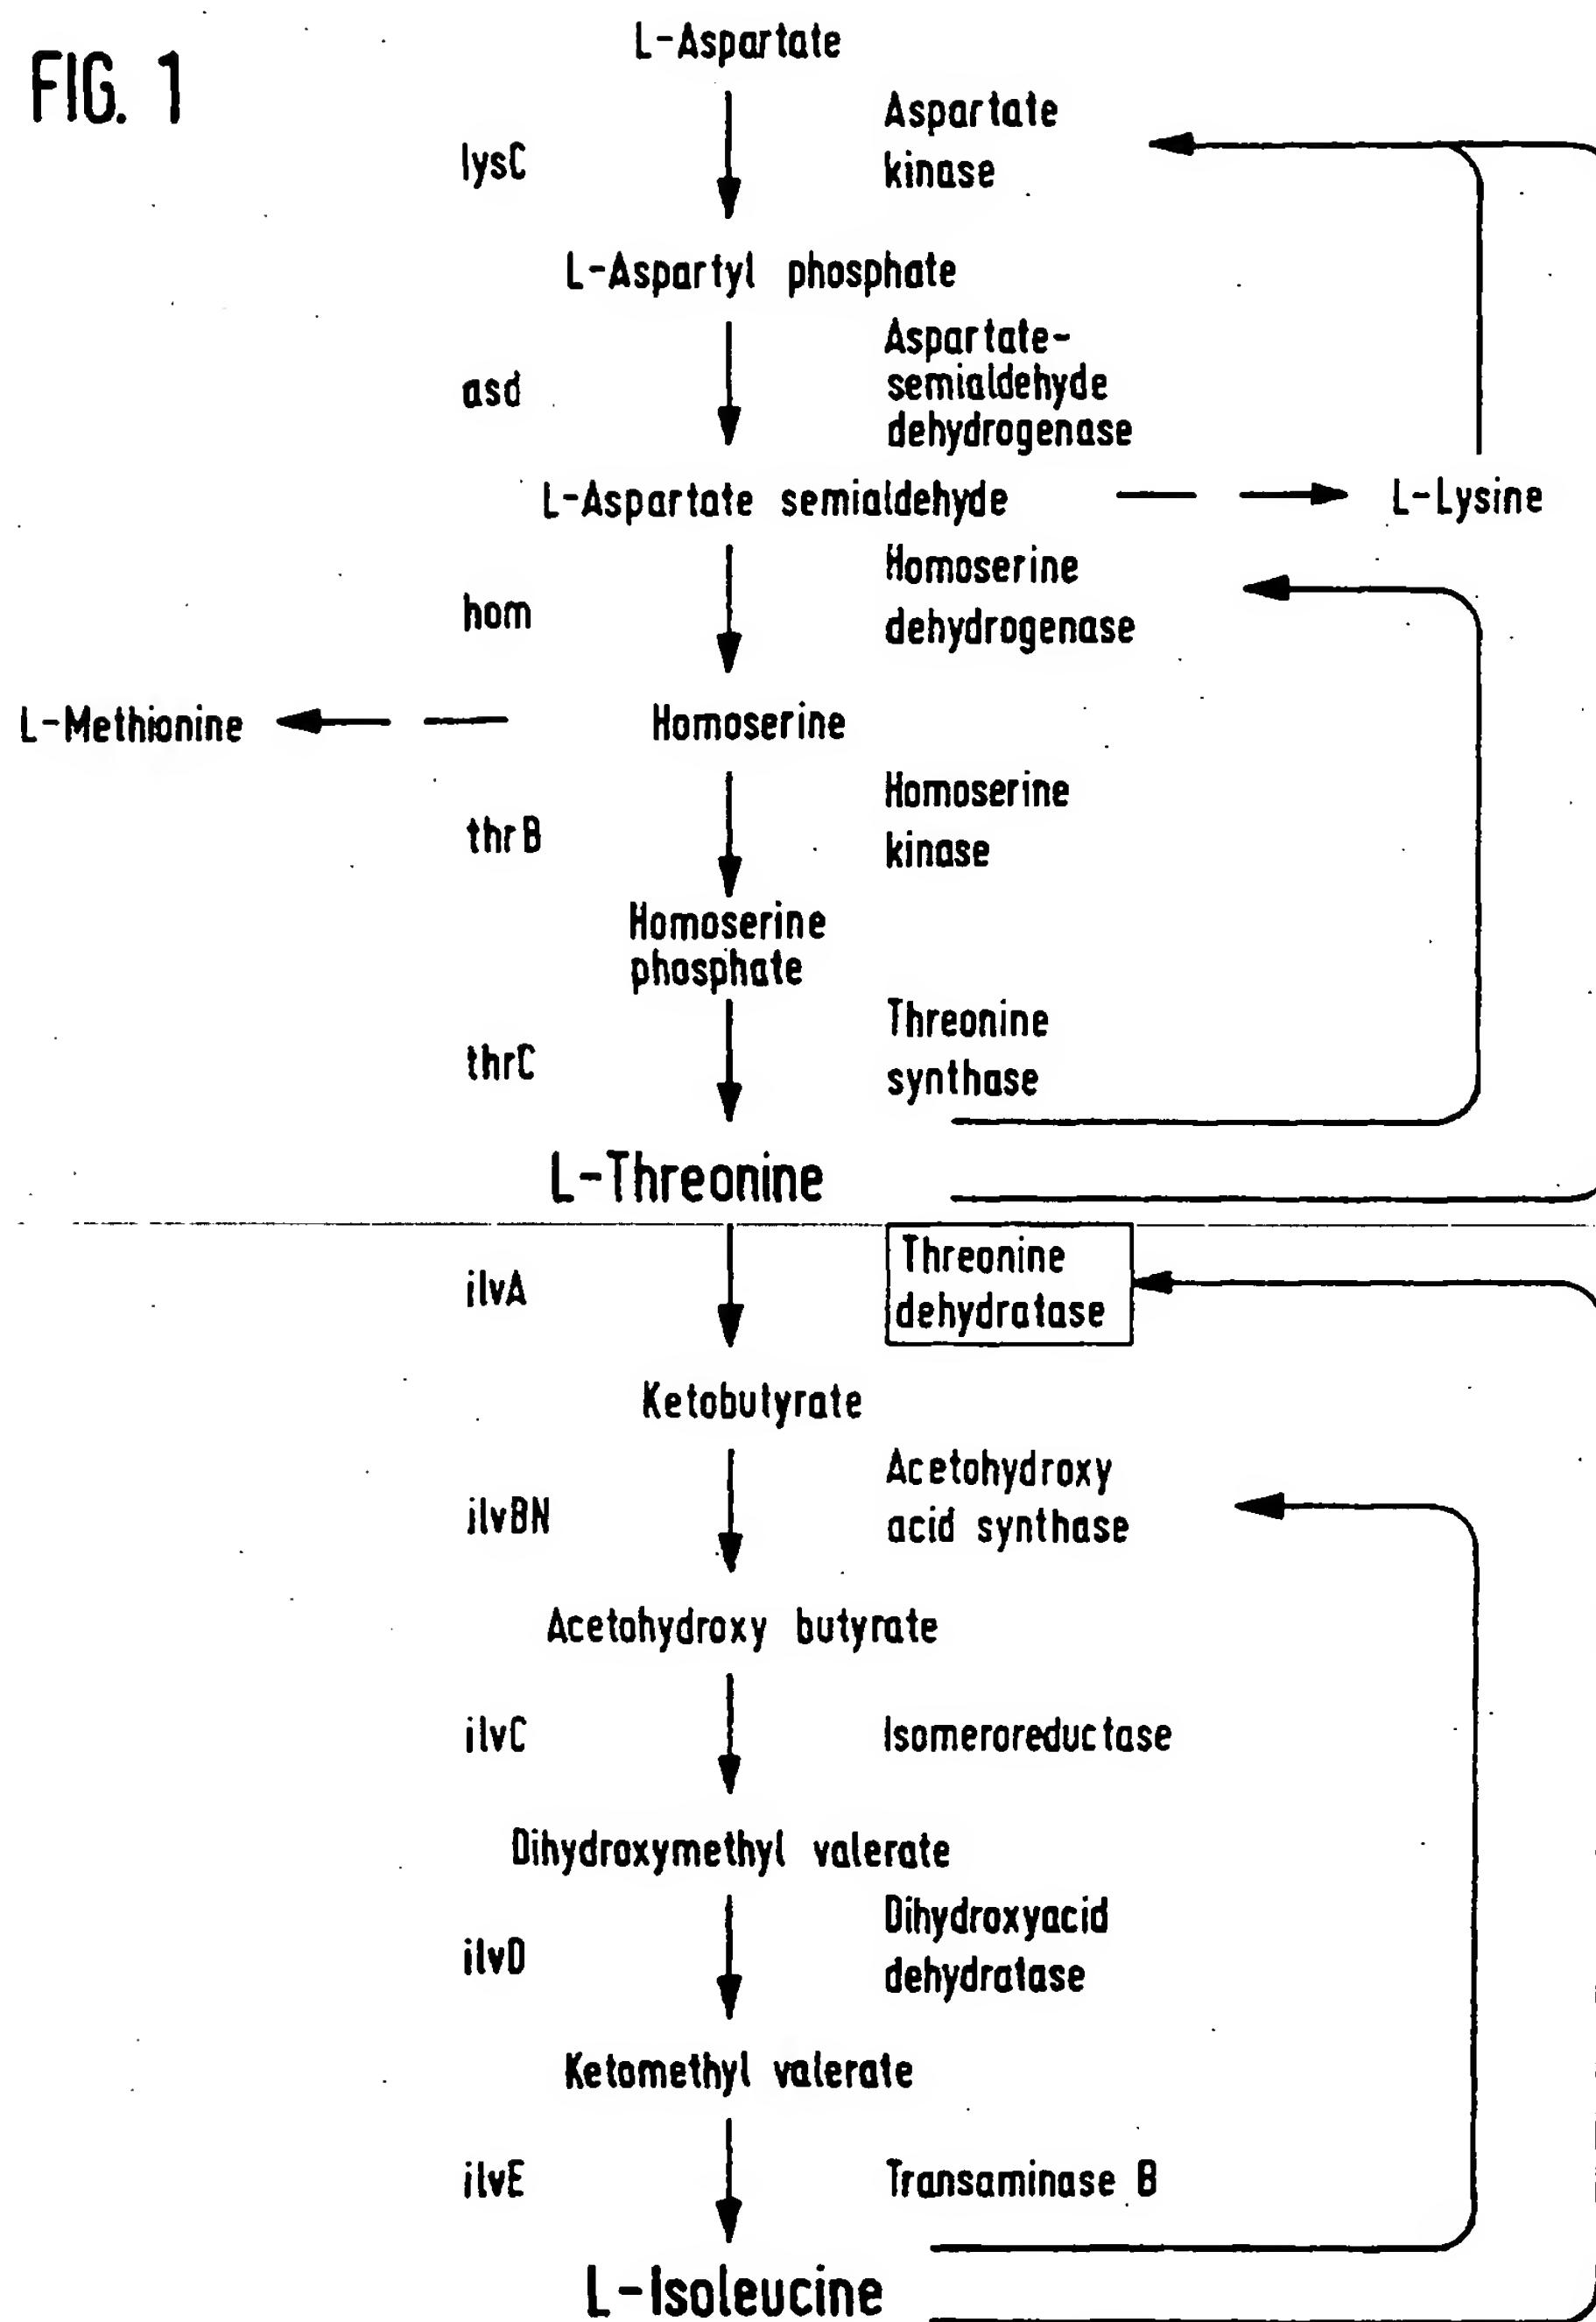 FIG. 1
L-Aspartate
lysC
Aspartate
kinase
L-Aspartyl phosphate
asd
Aspartate-
semialdehyde
dehydrogenase
L-Aspartate semialdehyde
L-Lysine
hom
Homoserine
dehydrogenase
L-Methionine
Homoserine
thrB
Homoserine
kinase
Homoserine
phosphate
thrC
Threonine
synthase
L-Threonine
ilvA
Threonine
dehydratase
Ketobutyrate
ilvBN
Acetohydroxy
acid synthase
Acetohydroxy butyrate
ilvC
Isomeroreductase
Dihydroxymethyl valerate
ilvD
Dihydroxyacid
dehydratase
Ketomethyl valerate
ilvE
Transaminase B
L-Isoleucine